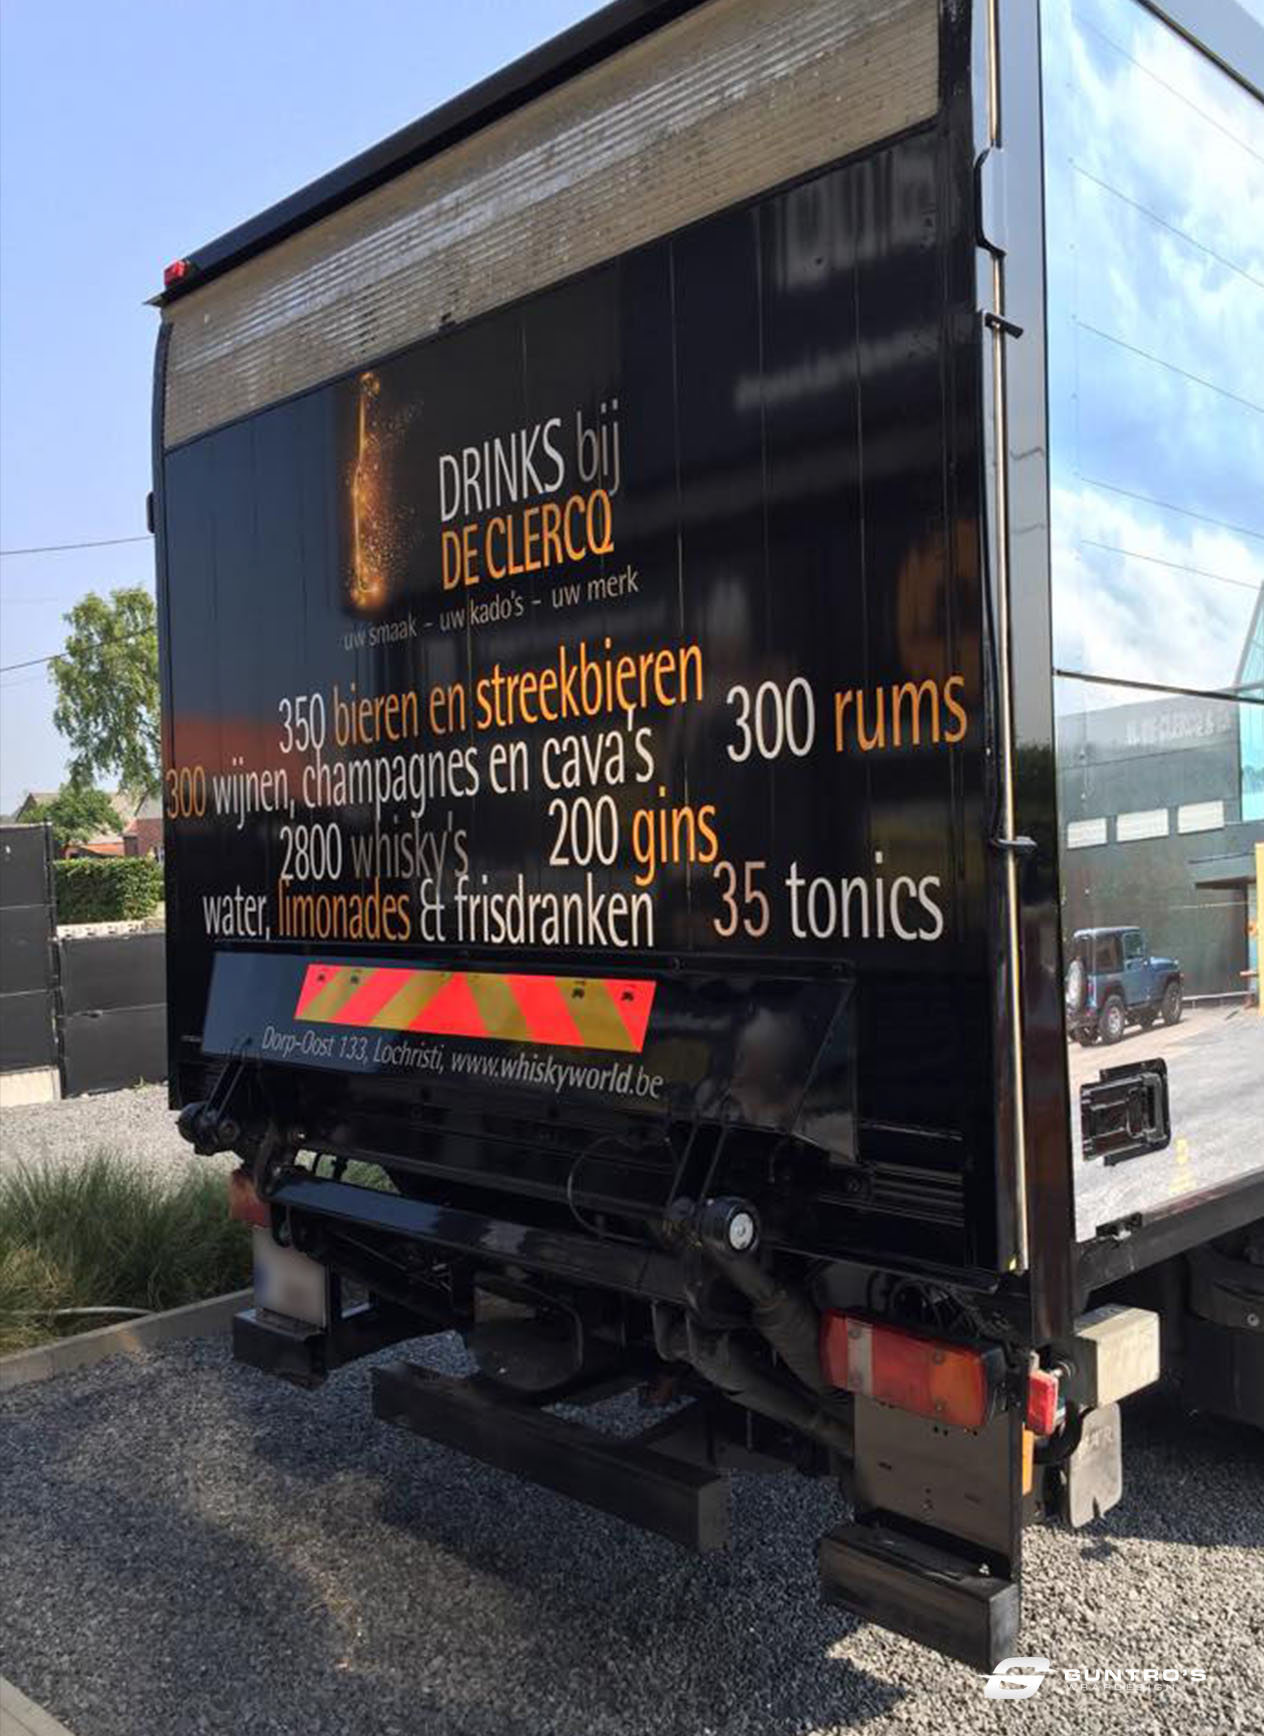 DRINKS bij
DE CLERCQ
uw smaak - uw kado's - uw merk
350 bieren en streekbieren
300 rums
300 wijnen, champagnes en cava's
2800 whisky's
200 gins
water, limonades & frisdranken
35 tonics
Dorp-Oost 133, Lochristi, www.whiskyworld.be
GUNTRO'S